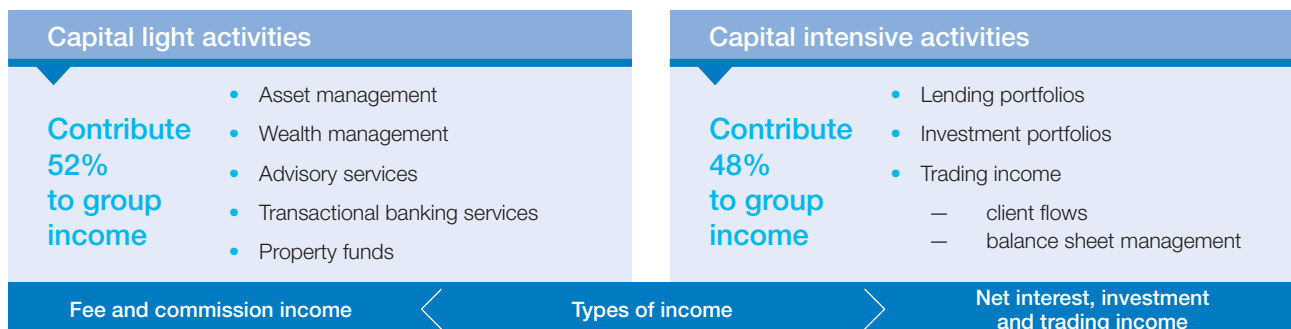 Capital light activities
Contribute
52%
to group
income
• Asset management
• Wealth management
• Advisory services
• Transactional banking services
• Property funds
Capital intensive activities
Contribute
48%
to group
income
• Lending portfolios
• Investment portfolios
• Trading income
— client flows
— balance sheet management
Fee and commission income
Types of income
Net interest, investment
and trading income